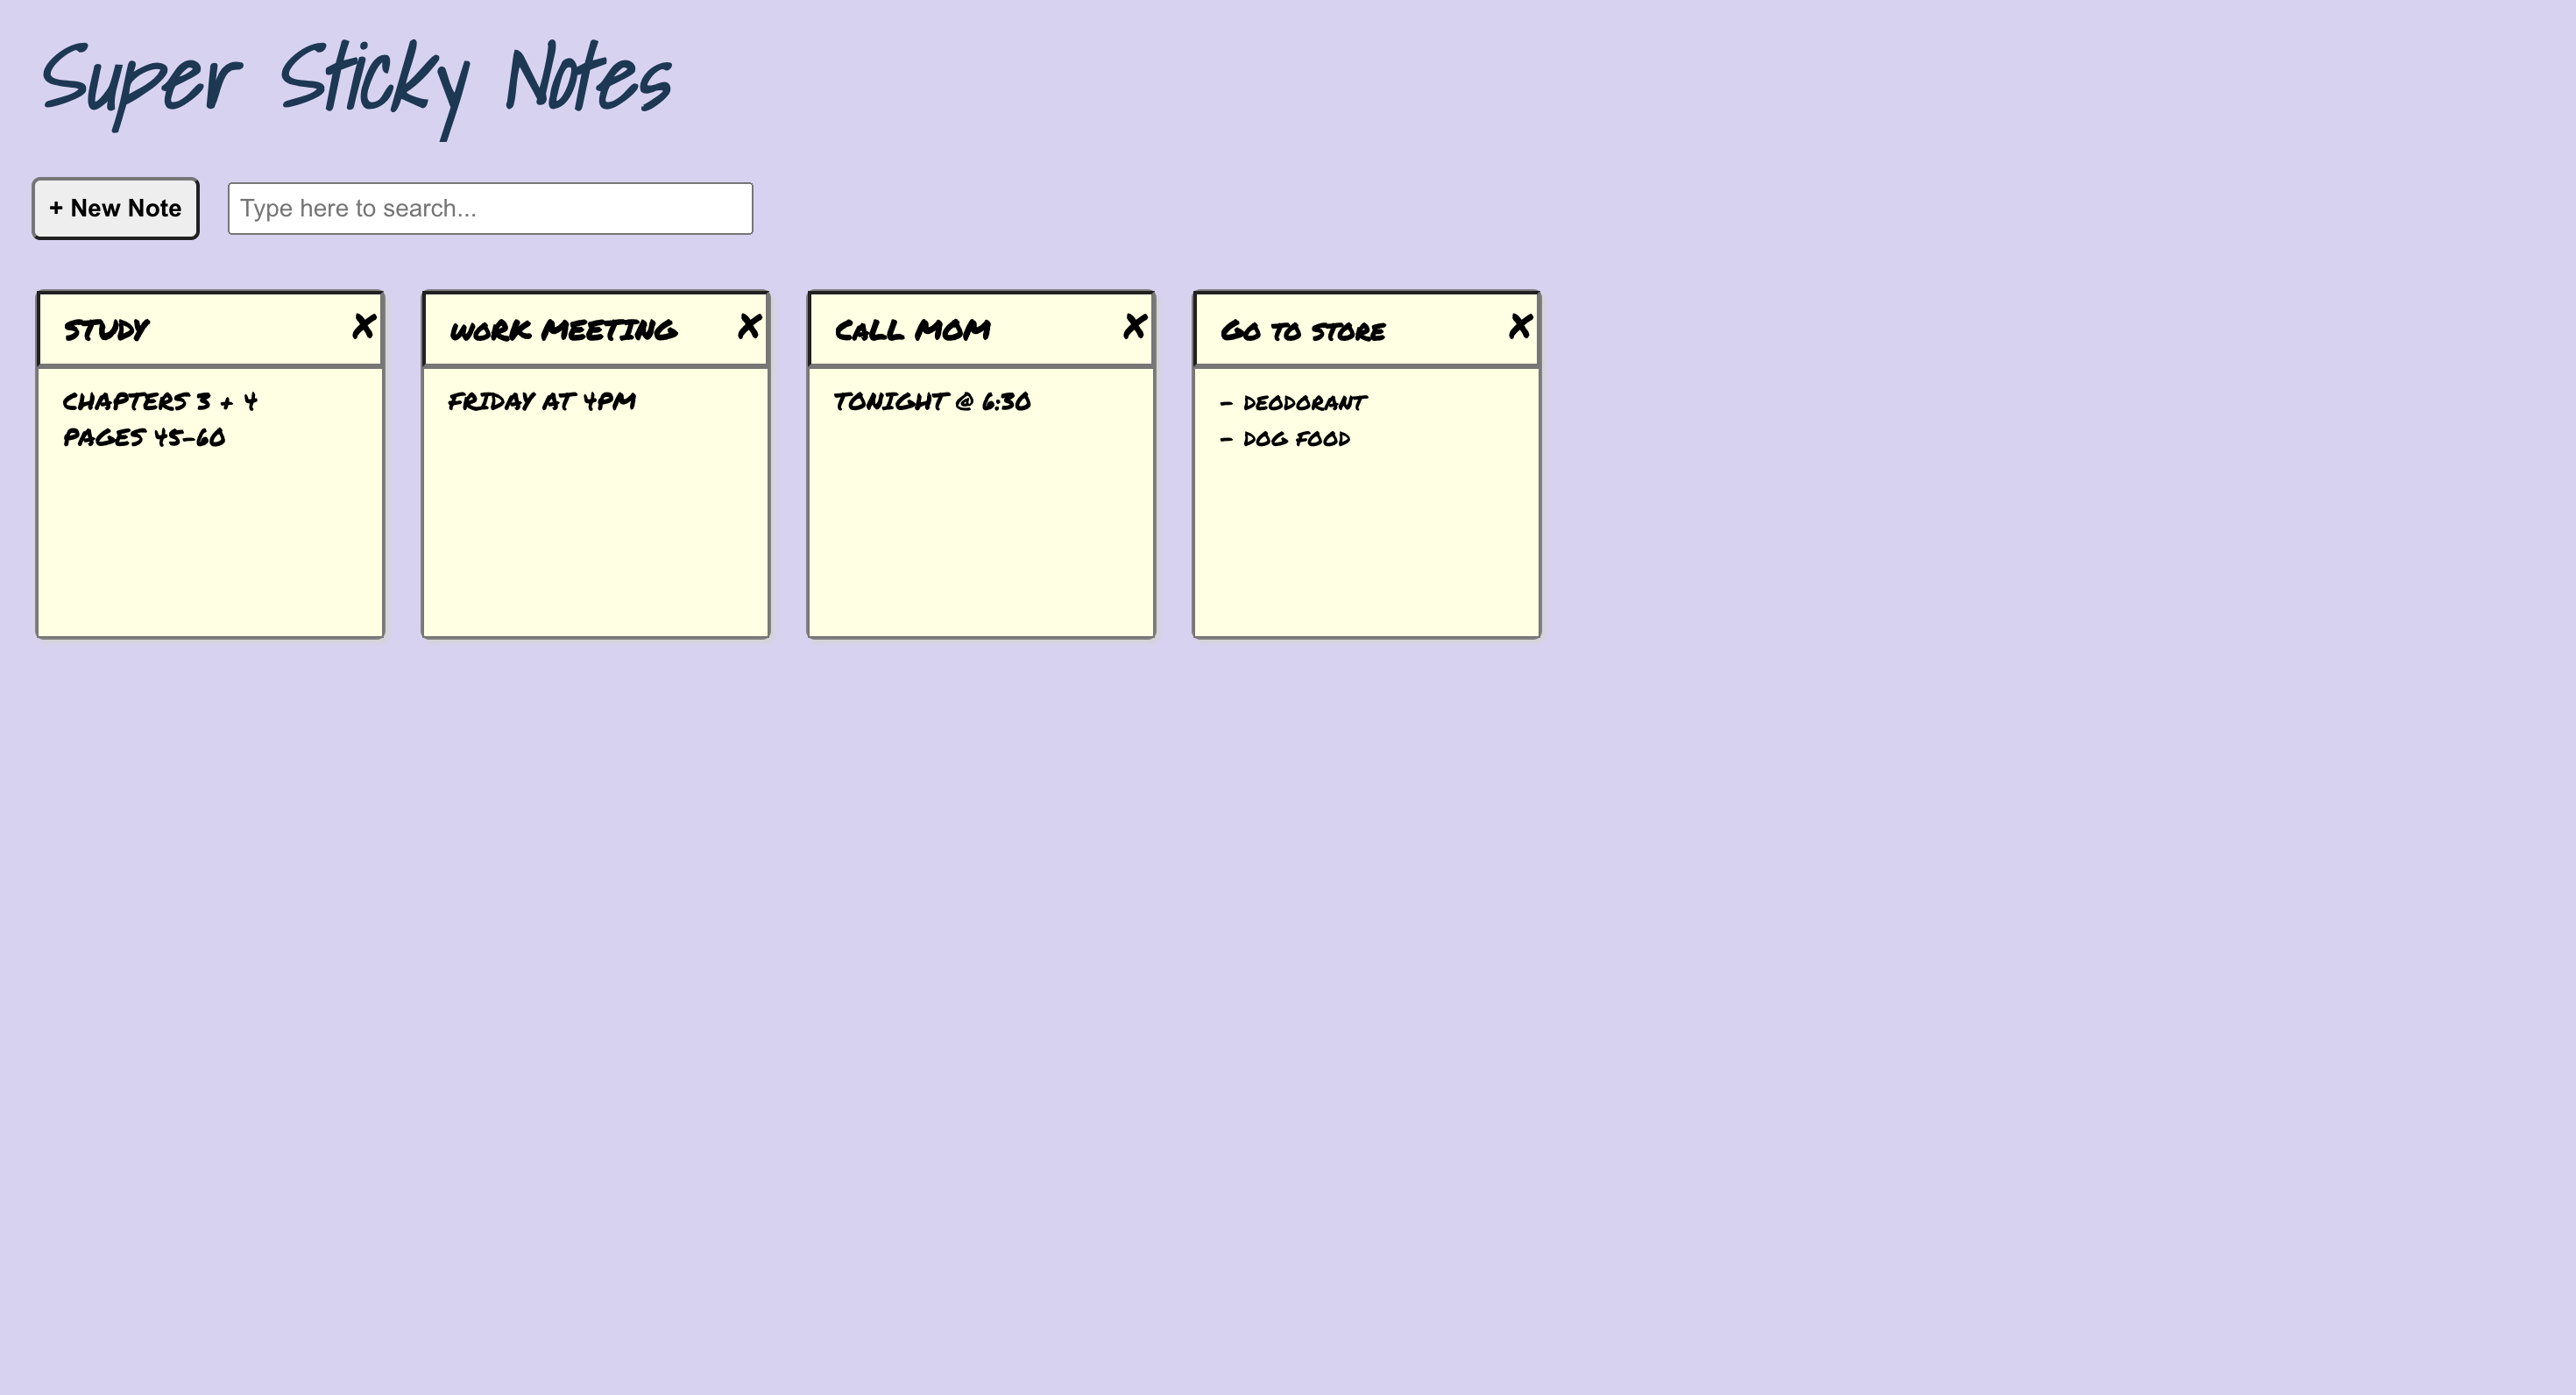 Super Sticky Notes
+ New Note
Type here to search...
STUDY X
WORK MEETING X
CALL MOM X
GO TO STORE X
CHAPTERS 3 + 4
PAGES 45-60
FRIDAY AT 4PM
TONIGHT @ 6:30
- DEODORANT
- DOG FOOD